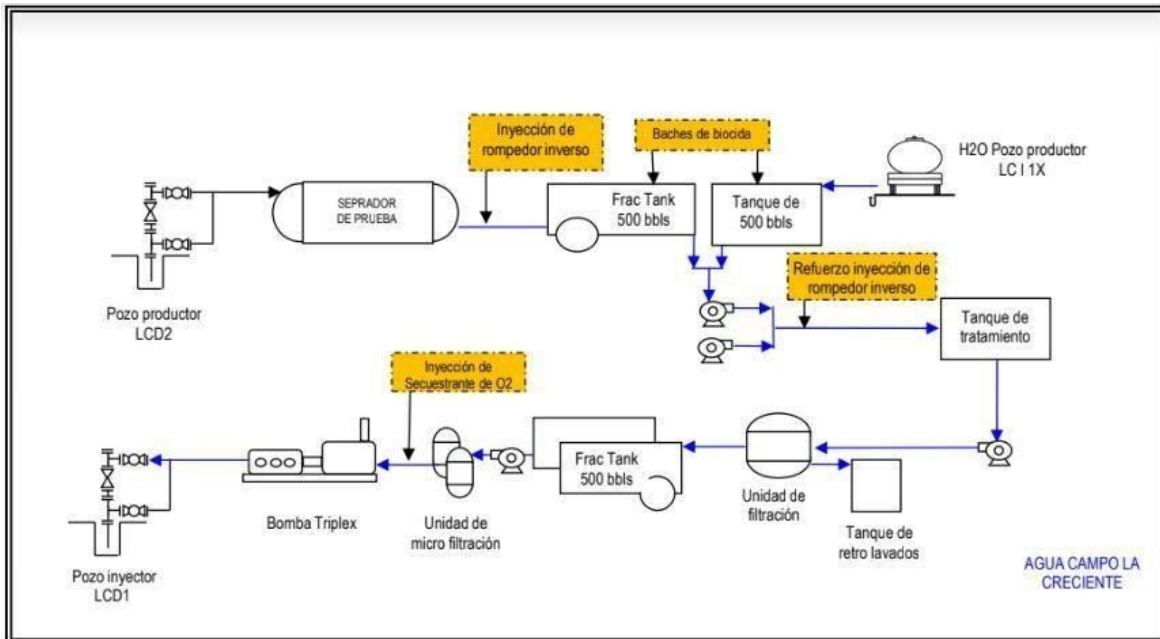 Inyección de
rompedor inverso
Baches de biocida
H2O Pozo productor
LC I 1X
SEPRADOR
DE PRUEBA
Frac Tank
500 bbls
Tanque de
500 bbls
Pozo productor
LCD2
Refuerzo inyección de
rompedor inverso
Tanque de
tratamiento
Inyección de
Secuestrante de O2
Frac Tank
500 bbls
Bomba Triplex
Unidad de
micro filtración
Unidad de
filtración
Tanque de
retro lavados
Pozo inyector
LCD1
AGUA CAMPO LA
CRECIENTE